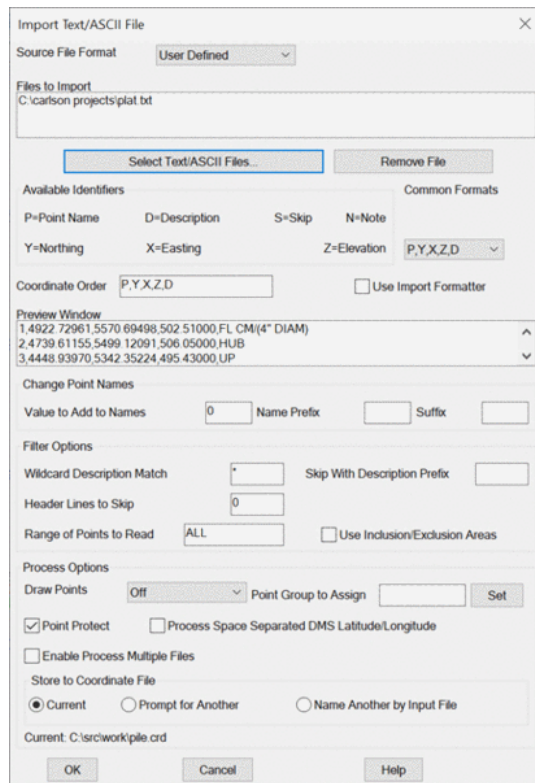 Import Text/ASCII File
Source File Format User Defined
Files to Import
C:\carlson projects\plat.txt
Select Text/ASCII Files... Remove File
Available Identifiers Common Formats
P=Point Name D=Description S=Skip N=Note
Y=Northing X=Easting Z=Elevation P,Y,X,Z,D
Coordinate Order P,Y,X,Z,D Use Import Formatter
Preview Window
1,4922.72961,5570.69498,502.51000,FL CM/(4" DIAM)
2,4739.61155,5499.12091,506.05000,HUB
3,4448.93970,5342.35224,495.43000,UP
Change Point Names
Value to Add to Names 0 Name Prefix Suffix
Filter Options
Wildcard Description Match * Skip With Description Prefix
Header Lines to Skip 0
Range of Points to Read ALL Use Inclusion/Exclusion Areas
Process Options
Draw Points Off Point Group to Assign Set
Point Protect Process Space Separated DMS Latitude/Longitude
Enable Process Multiple Files
Store to Coordinate File
Current Prompt for Another Name Another by Input File
Current: C:\src\work\pile.crd
OK Cancel Help